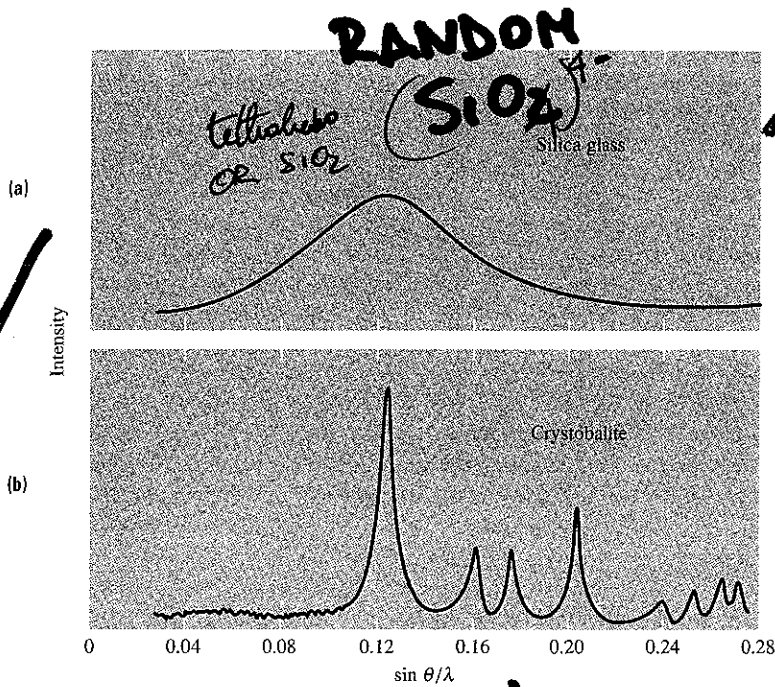 RANDOM
(SiO4)4-
OR SiO2
Silica glass
(a)
Intensity
Crystobalite
(b)
0 0.04 0.08 0.12 0.16 0.20 0.24 0.28
sin θ/λ